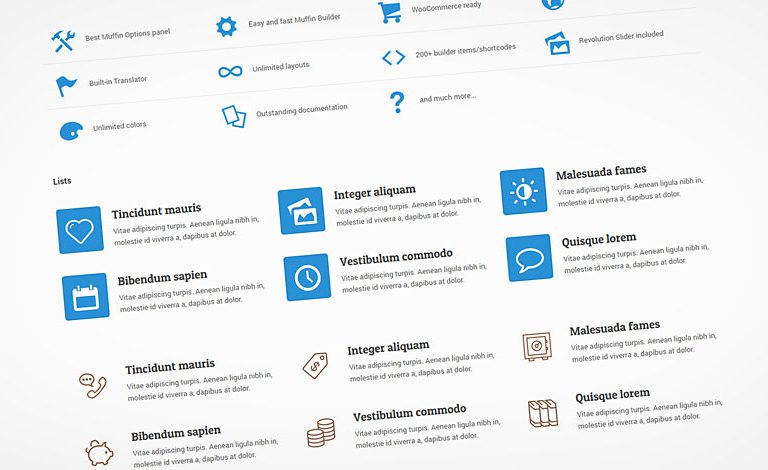 Best Muffin Options panel
Easy and fast Muffin Builder
WooCommerce ready
Built-in Translator
Unlimited layouts
200+ builder items/shortcodes
Revolution Slider included
Unlimited colors
Outstanding documentation
and much more...
Lists
Tincidunt mauris
Vitae adipiscing turpis. Aenean ligula nibh in,
molestie id viverra a, dapibus at dolor.
Integer aliquam
Vitae adipiscing turpis. Aenean ligula nibh in,
molestie id viverra a, dapibus at dolor.
Malesuada fames
Vitae adipiscing turpis. Aenean ligula nibh in,
molestie id viverra a, dapibus at dolor.
Bibendum sapien
Vitae adipiscing turpis. Aenean ligula nibh in,
molestie id viverra a, dapibus at dolor.
Vestibulum commodo
Vitae adipiscing turpis. Aenean ligula nibh in,
molestie id viverra a, dapibus at dolor.
Quisque lorem
Vitae adipiscing turpis. Aenean ligula nibh in,
molestie id viverra a, dapibus at dolor.
Tincidunt mauris
Vitae adipiscing turpis. Aenean ligula nibh in,
molestie id viverra a, dapibus at dolor.
Integer aliquam
Vitae adipiscing turpis. Aenean ligula nibh in,
molestie id viverra a, dapibus at dolor.
Malesuada fames
Vitae adipiscing turpis. Aenean ligula nibh in,
molestie id viverra a, dapibus at dolor.
Bibendum sapien
Vitae adipiscing turpis. Aenean ligula nibh in,
molestie id viverra a, dapibus at dolor.
Vestibulum commodo
Vitae adipiscing turpis. Aenean ligula nibh in,
molestie id viverra a, dapibus at dolor.
Quisque lorem
Vitae adipiscing turpis. Aenean ligula nibh in,
molestie id viverra a, dapibus at dolor.